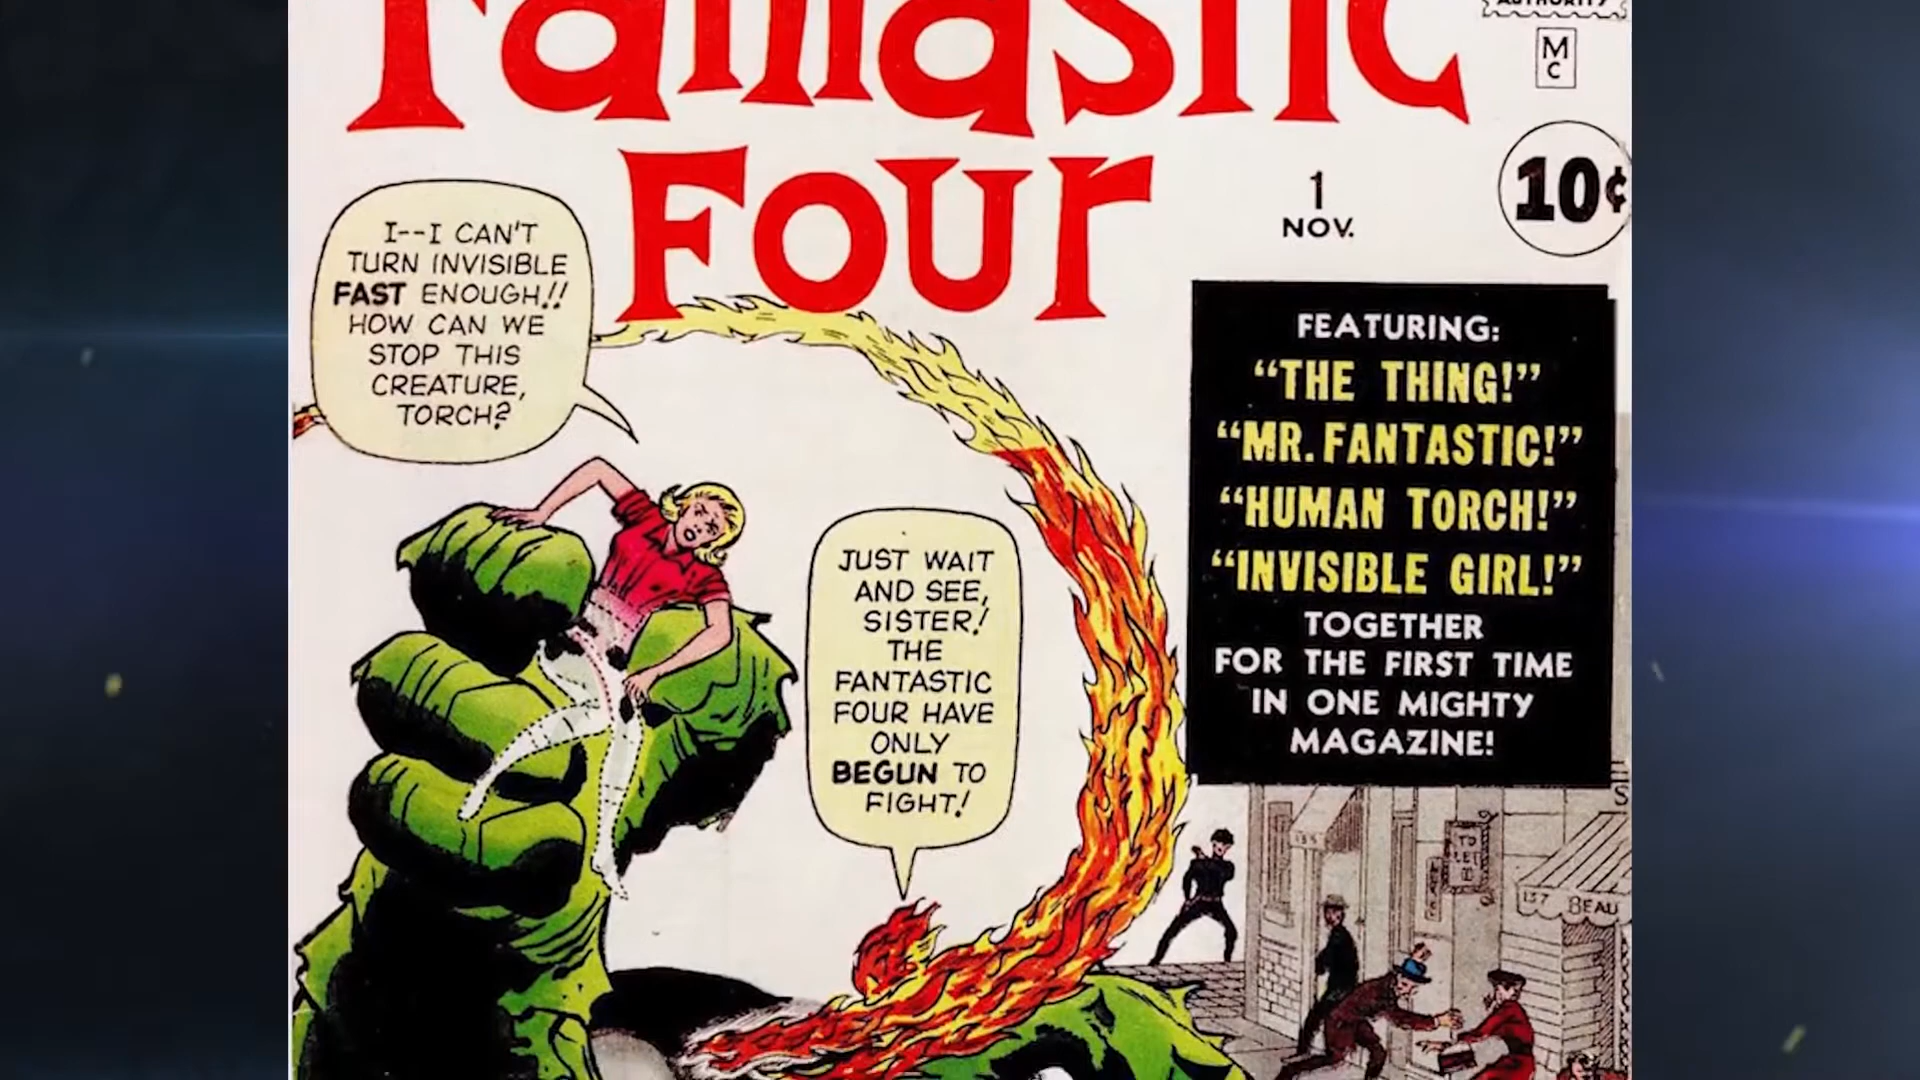 AUTHORITY
Fantastic
M
C
Four
1
NOV.
10¢
I--I CAN'T
TURN INVISIBLE
FAST ENOUGH!!
HOW CAN WE
STOP THIS
CREATURE,
TORCH?
FEATURING:
“THE THING!”
“MR. FANTASTIC!”
“HUMAN TORCH!”
“INVISIBLE GIRL!”
TOGETHER
FOR THE FIRST TIME
IN ONE MIGHTY
MAGAZINE!
JUST WAIT
AND SEE,
SISTER!
THE
FANTASTIC
FOUR HAVE
ONLY
BEGUN TO
FIGHT!
TO
LET
137 BEAU